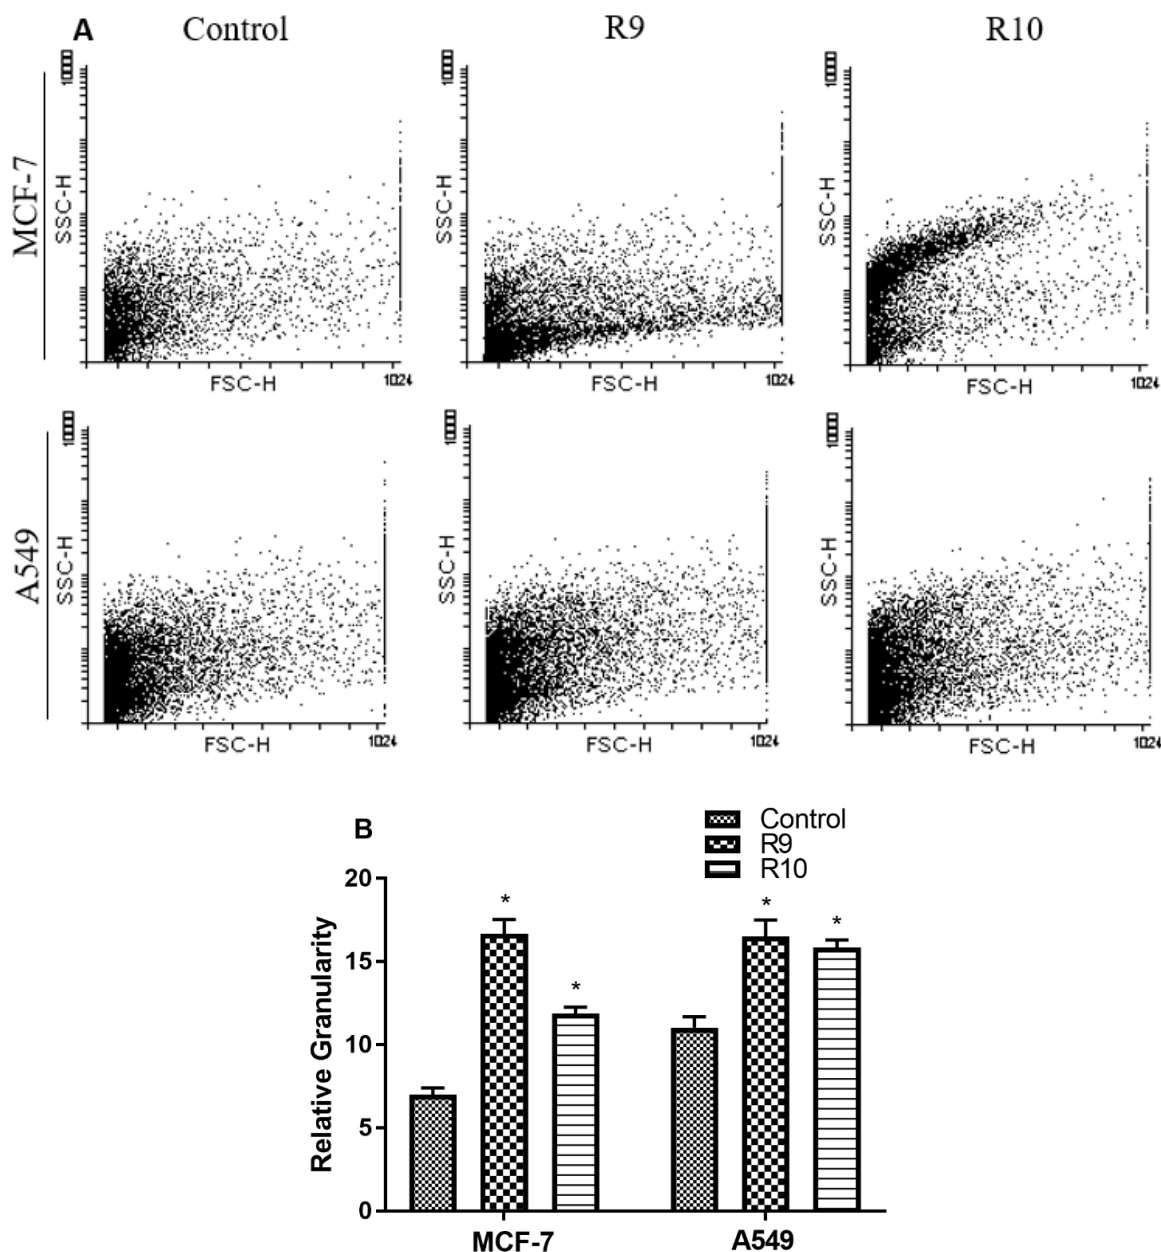 A Control R9 R10
MCF-7
SSC-H
SSC-H
SSC-H
FSC-H 1024
FSC-H 1024
FSC-H 1024
A549
SSC-H
SSC-H
SSC-H
FSC-H 1024
FSC-H 1024
FSC-H 1024
B
Control
R9
R10
Relative Granularity
20
15
10
5
0
*
*
*
*
MCF-7 A549